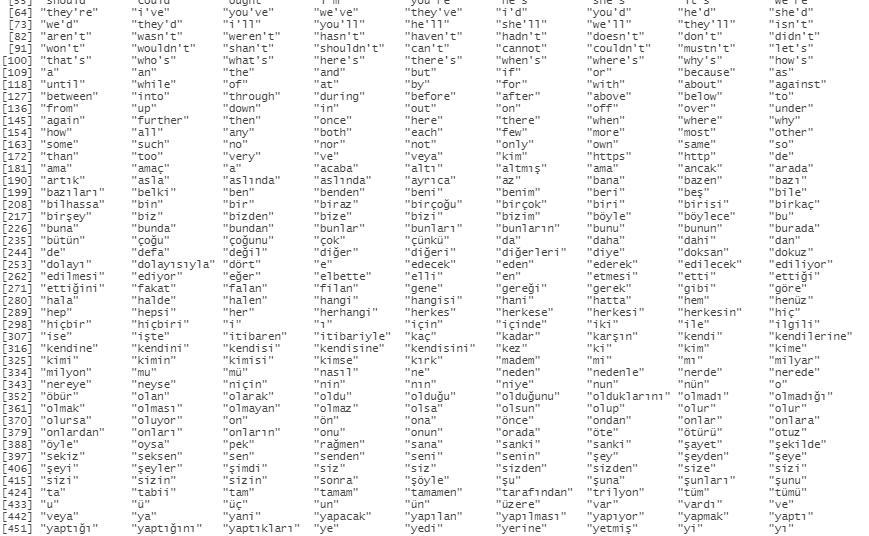 [55] "should" "could" "ought" "i'm" "you're" "he's" "she's" "it's" "we're"
[64] "they're" "i've" "you've" "we've" "they've" "i'd" "you'd" "he'd" "she'd"
[73] "we'd" "they'd" "i'll" "you'll" "he'll" "she'll" "we'll" "they'll" "isn't"
[82] "aren't" "wasn't" "weren't" "hasn't" "haven't" "hadn't" "doesn't" "don't" "didn't"
[91] "won't" "wouldn't" "shan't" "shouldn't" "can't" "cannot" "couldn't" "mustn't" "let's"
[100] "that's" "who's" "what's" "here's" "there's" "when's" "where's" "why's" "how's"
[109] "a" "an" "the" "and" "but" "if" "or" "because" "as"
[118] "until" "while" "of" "at" "by" "for" "with" "about" "against"
[127] "between" "into" "through" "during" "before" "after" "above" "below" "to"
[136] "from" "up" "down" "in" "out" "on" "off" "over" "under"
[145] "again" "further" "then" "once" "here" "there" "when" "where" "why"
[154] "how" "all" "any" "both" "each" "few" "more" "most" "other"
[163] "some" "such" "no" "nor" "not" "only" "own" "same" "so"
[172] "than" "too" "very" "ve" "veya" "kim" "https" "http" "de"
[181] "ama" "amaç" "a" "acaba" "altı" "altmış" "ama" "ancak" "arada"
[190] "artık" "asla" "aslında" "aslında" "ayrıca" "az" "bana" "bazen" "bazı"
[199] "bazıları" "belki" "ben" "benden" "beni" "benim" "beri" "beş" "bile"
[208] "bilhassa" "bin" "bir" "biraz" "birçoğu" "birçok" "biri" "birisi" "birkaç"
[217] "birşey" "biz" "bizden" "bize" "bizi" "bizim" "böyle" "böylece" "bu"
[226] "buna" "bunda" "bundan" "bunlar" "bunları" "bunların" "bunu" "bunun" "burada"
[235] "bütün" "çoğu" "çoğunu" "çok" "çünkü" "da" "daha" "dahi" "dan"
[244] "de" "defa" "değil" "diğer" "diğeri" "diğerleri" "diye" "doksan" "dokuz"
[253] "dolayı" "dolayısıyla" "dört" "e" "edecek" "eden" "ederek" "edilecek" "ediliyor"
[262] "edilmesi" "ediyor" "eğer" "elbette" "elli" "en" "etmesi" "etti" "ettiği"
[271] "ettiğini" "fakat" "falan" "filan" "gene" "gereği" "gerek" "gibi" "göre"
[280] "hala" "halde" "halen" "hangi" "hangisi" "hani" "hatta" "hem" "henüz"
[289] "hep" "hepsi" "her" "herhangi" "herkes" "herkese" "herkesi" "herkesin" "hiç"
[298] "hiçbir" "hiçbiri" "i" "ı" "için" "içinde" "iki" "ile" "ilgili"
[307] "ise" "işte" "itibaren" "itibariyle" "kaç" "kadar" "karşın" "kendi" "kendilerine"
[316] "kendine" "kendini" "kendisi" "kendisine" "kendisini" "kez" "ki" "kim" "kime"
[325] "kimi" "kimin" "kimisi" "kimse" "kırk" "madem" "mi" "mı" "milyar"
[334] "milyon" "mu" "mü" "nasıl" "ne" "neden" "nedenle" "nerde" "nerede"
[343] "nereye" "neyse" "niçin" "nin" "nın" "niye" "nun" "nün" "o"
[352] "öbür" "olan" "olarak" "oldu" "olduğu" "olduğunu" "olduklarını" "olmadı" "olmadığı"
[361] "olmak" "olması" "olmayan" "olmaz" "olsa" "olsun" "olup" "olur" "olur"
[370] "olursa" "oluyor" "on" "ön" "ona" "önce" "ondan" "onlar" "onlara"
[379] "onlardan" "onları" "onların" "onu" "onun" "orada" "öte" "ötürü" "otuz"
[388] "öyle" "oysa" "pek" "rağmen" "sana" "sanki" "sanki" "şayet" "şekilde"
[397] "sekiz" "seksen" "sen" "senden" "seni" "senin" "şey" "şeyden" "şeye"
[406] "şeyi" "şeyler" "şimdi" "siz" "siz" "sizden" "sizden" "size" "sizi"
[415] "sizi" "sizin" "sizin" "sonra" "şöyle" "şu" "şuna" "şunları" "şunu"
[424] "ta" "tabii" "tam" "tamam" "tamamen" "tarafından" "trilyon" "tüm" "tümü"
[433] "u" "ü" "üç" "un" "ün" "üzere" "var" "vardı" "ve"
[442] "veya" "ya" "yani" "yapacak" "yapılan" "yapılması" "yapıyor" "yapmak" "yaptı"
[451] "yaptığı" "yaptığını" "yaptıkları" "ye" "yedi" "yerine" "yetmiş" "yi" "yı"